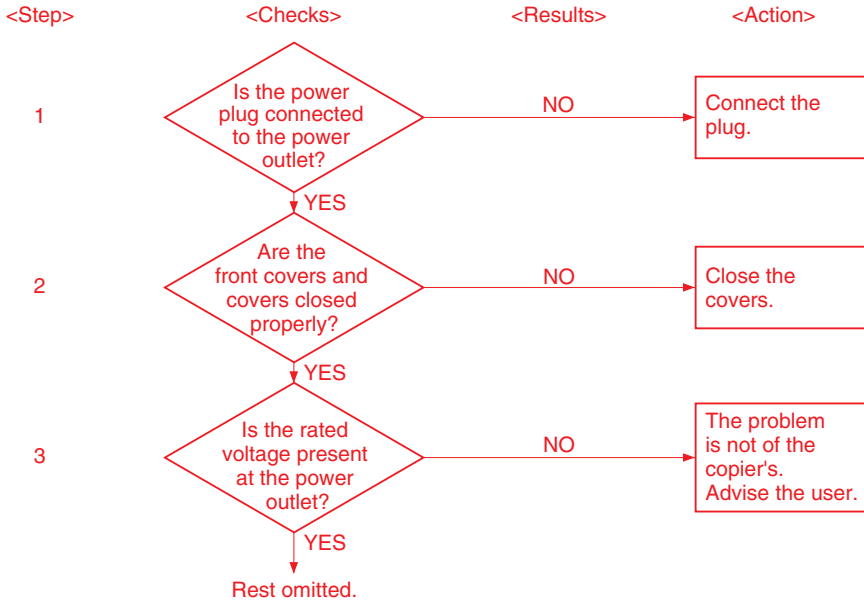 <Step> <Checks> <Results> <Action>
1
Is the power
plug connected
to the power
outlet?
NO
Connect the
plug.
YES
2
Are the
front covers and
covers closed
properly?
NO
Close the
covers.
YES
3
Is the rated
voltage present
at the power
outlet?
NO
The problem
is not of the
copier's.
Advise the user.
YES
Rest omitted.